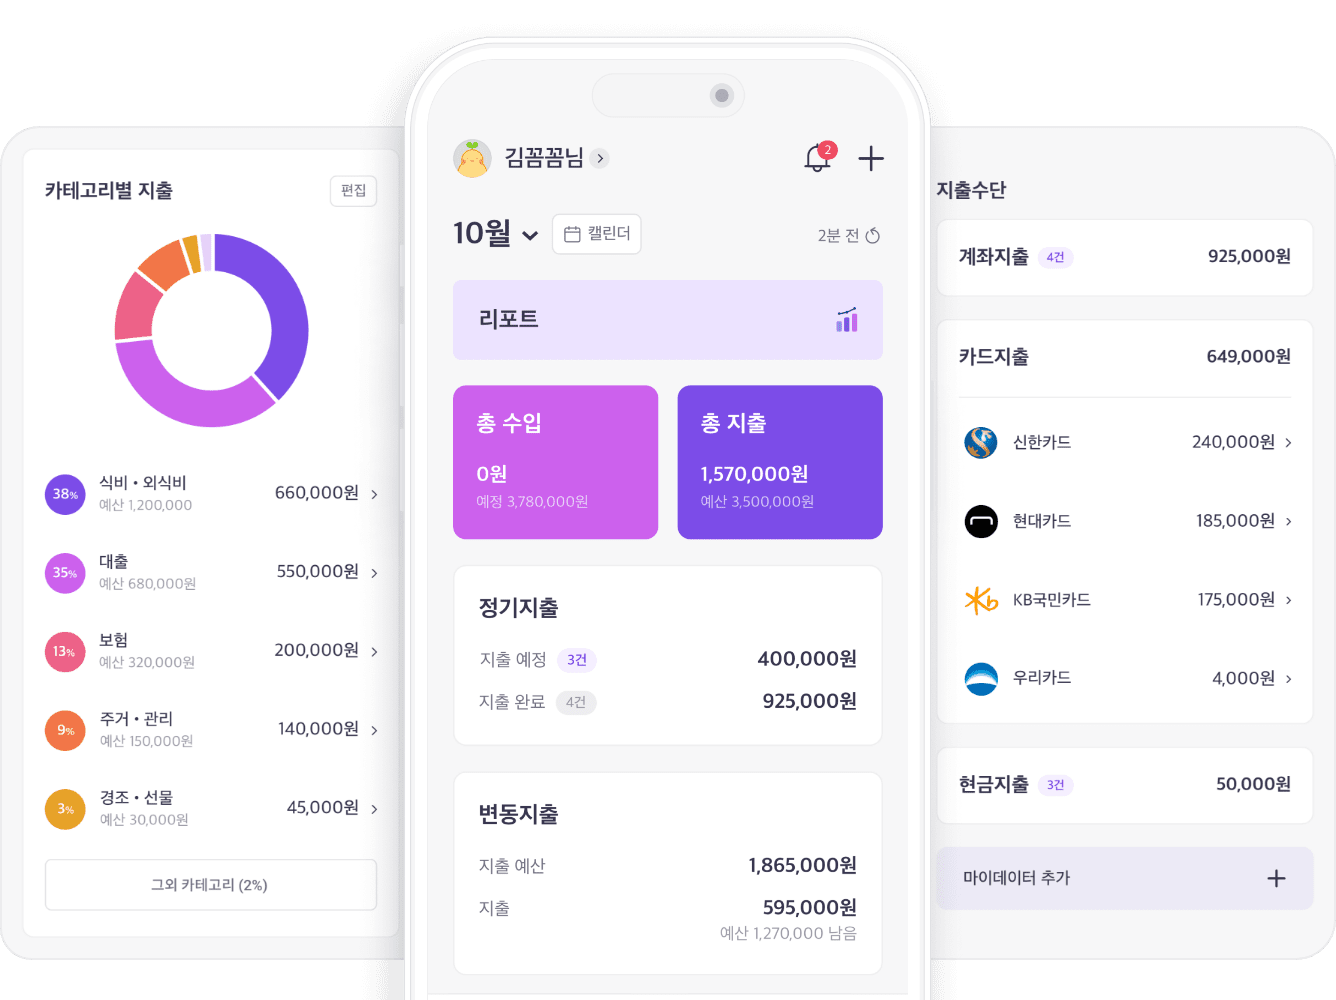 카테고리별 지출
편집
38%
식비 • 외식비
660,000원
예산 1,200,000
35%
대출
550,000원
예산 680,000원
13%
보험
200,000원
예산 320,000원
9%
주거 • 관리
140,000원
예산 150,000원
3%
경조 • 선물
45,000원
예산 30,000원
그외 카테고리 (2%)
김꼼꼼님
2
10월
캘린더
2분 전
리포트
총 수입
0원
예정 3,780,000원
총 지출
1,570,000원
예산 3,500,000원
정기지출
지출 예정 3건 400,000원
지출 완료 4건 925,000원
변동지출
지출 예산 1,865,000원
지출 595,000원
예산 1,270,000 남음
지출수단
계좌지출 4건 925,000원
카드지출 649,000원
신한카드 240,000원
현대카드 185,000원
KB국민카드 175,000원
우리카드 4,000원
현금지출 3건 50,000원
마이데이터 추가